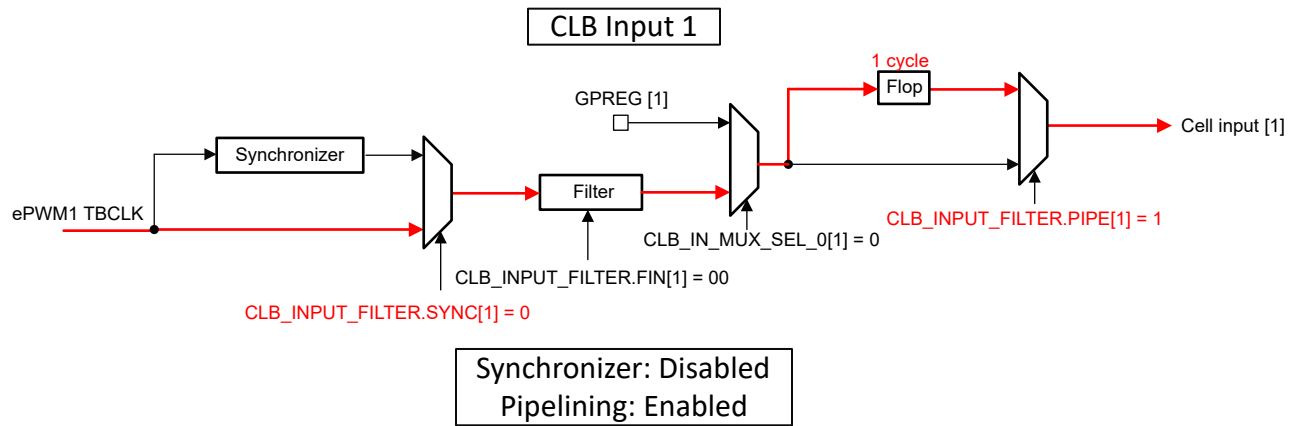 CLB Input 1
1 cycle
Flop
GPREG [1]
Cell input [1]
Synchronizer
Filter
ePWM1 TBCLK
CLB_INPUT_FILTER.PIPE[1] = 1
CLB_IN_MUX_SEL_0[1] = 0
CLB_INPUT_FILTER.FIN[1] = 00
CLB_INPUT_FILTER.SYNC[1] = 0
Synchronizer: Disabled
Pipelining: Enabled